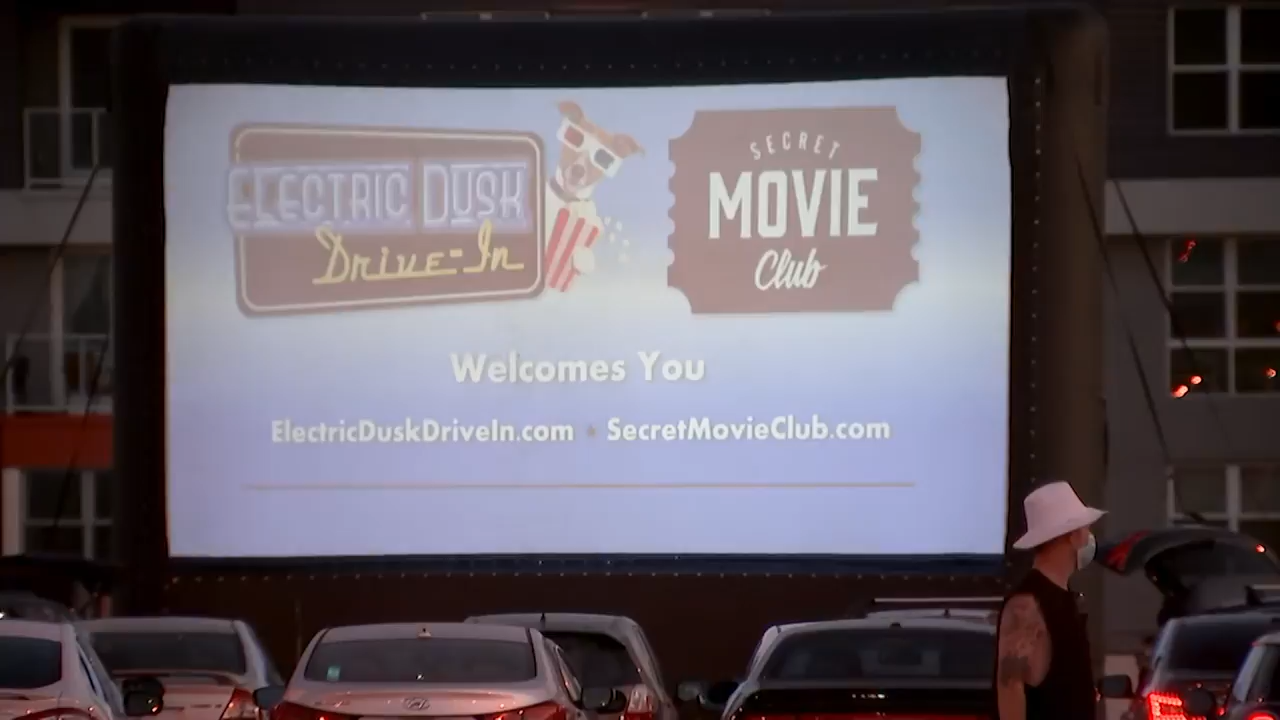 ELECTRIC DUSK
Drive-In
SECRET
MOVIE
Club
Welcomes You
ElectricDuskDriveIn.com • SecretMovieClub.com